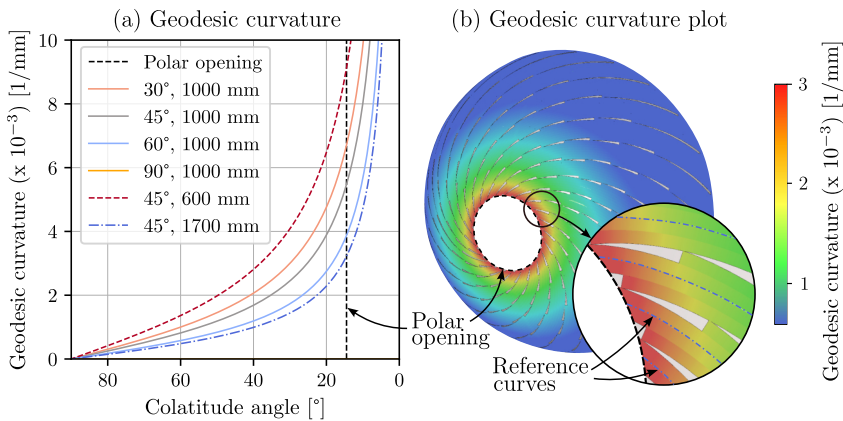 (a) Geodesic curvature
(b) Geodesic curvature plot
Geodesic curvature (x 10⁻³) [1/mm]
10
8
6
4
2
0
Polar opening
30°, 1000 mm
45°, 1000 mm
60°, 1000 mm
90°, 1000 mm
45°, 600 mm
45°, 1700 mm
80
60
40
20
0
Colatitude angle [°]
Polar
opening
Reference
curves
3
2
1
Geodesic curvature (x 10⁻³) [1/mm]